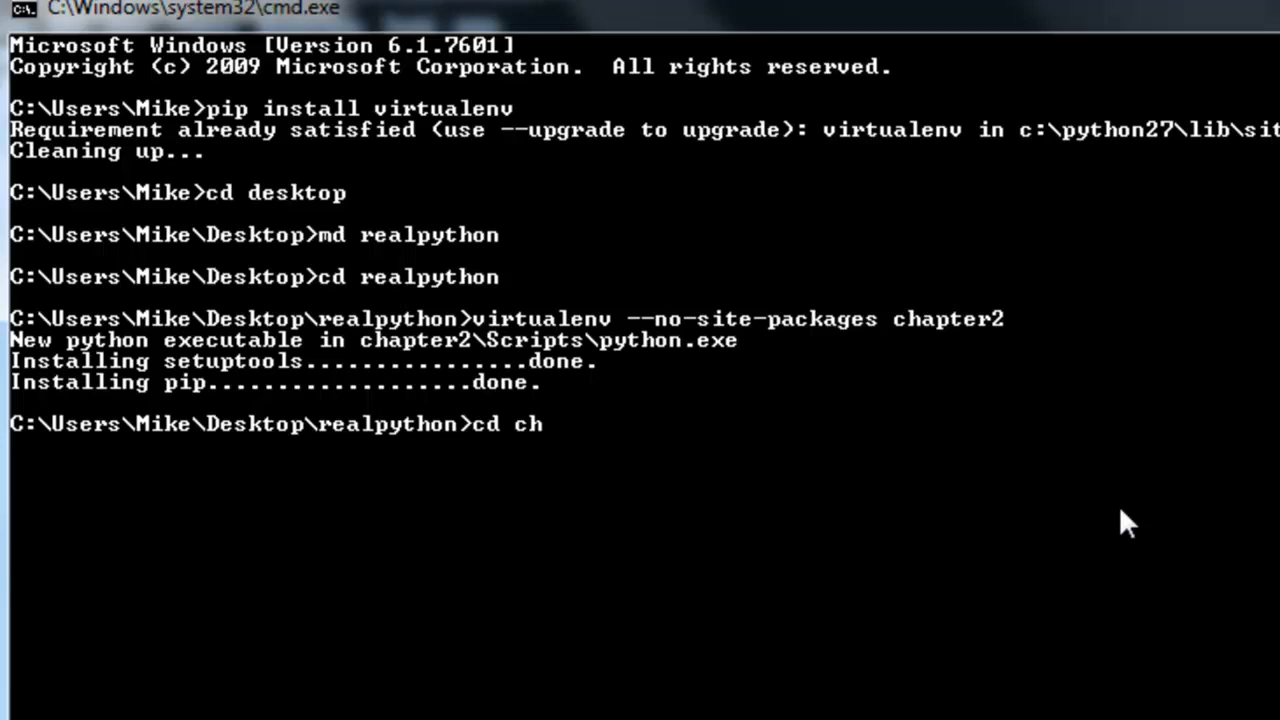 C:\Windows\system32\cmd.exe
Microsoft Windows [Version 6.1.7601]
Copyright (c) 2009 Microsoft Corporation.  All rights reserved.
C:\Users\Mike>pip install virtualenv
Requirement already satisfied (use --upgrade to upgrade): virtualenv in c:\python27\lib\sit
Cleaning up...
C:\Users\Mike>cd desktop
C:\Users\Mike\Desktop>md realpython
C:\Users\Mike\Desktop>cd realpython
C:\Users\Mike\Desktop\realpython>virtualenv --no-site-packages chapter2
New python executable in chapter2\Scripts\python.exe
Installing setuptools................done.
Installing pip...................done.
C:\Users\Mike\Desktop\realpython>cd ch